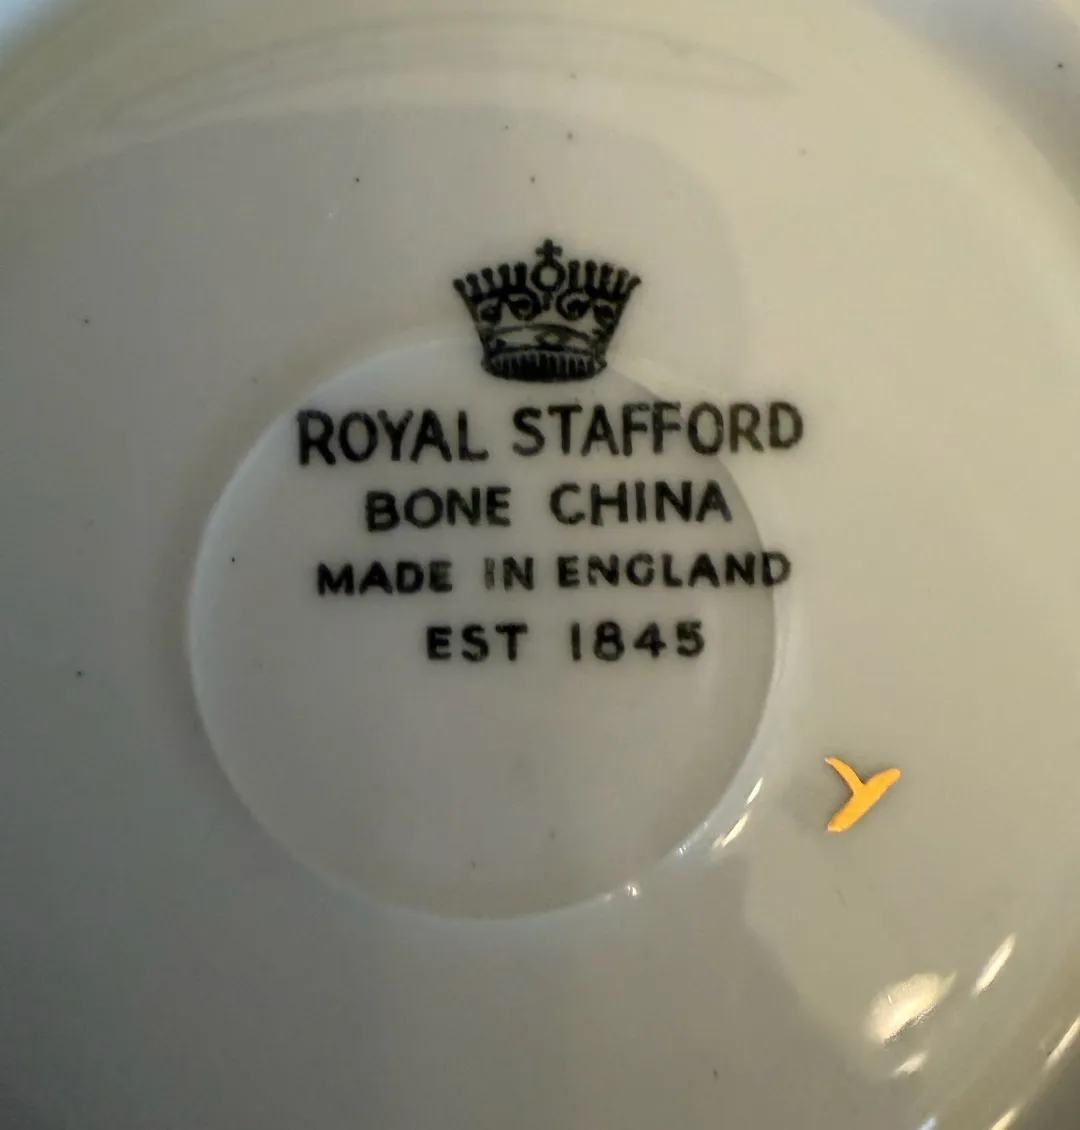 ROYAL STAFFORD
BONE CHINA
MADE IN ENGLAND
EST 1845
Y